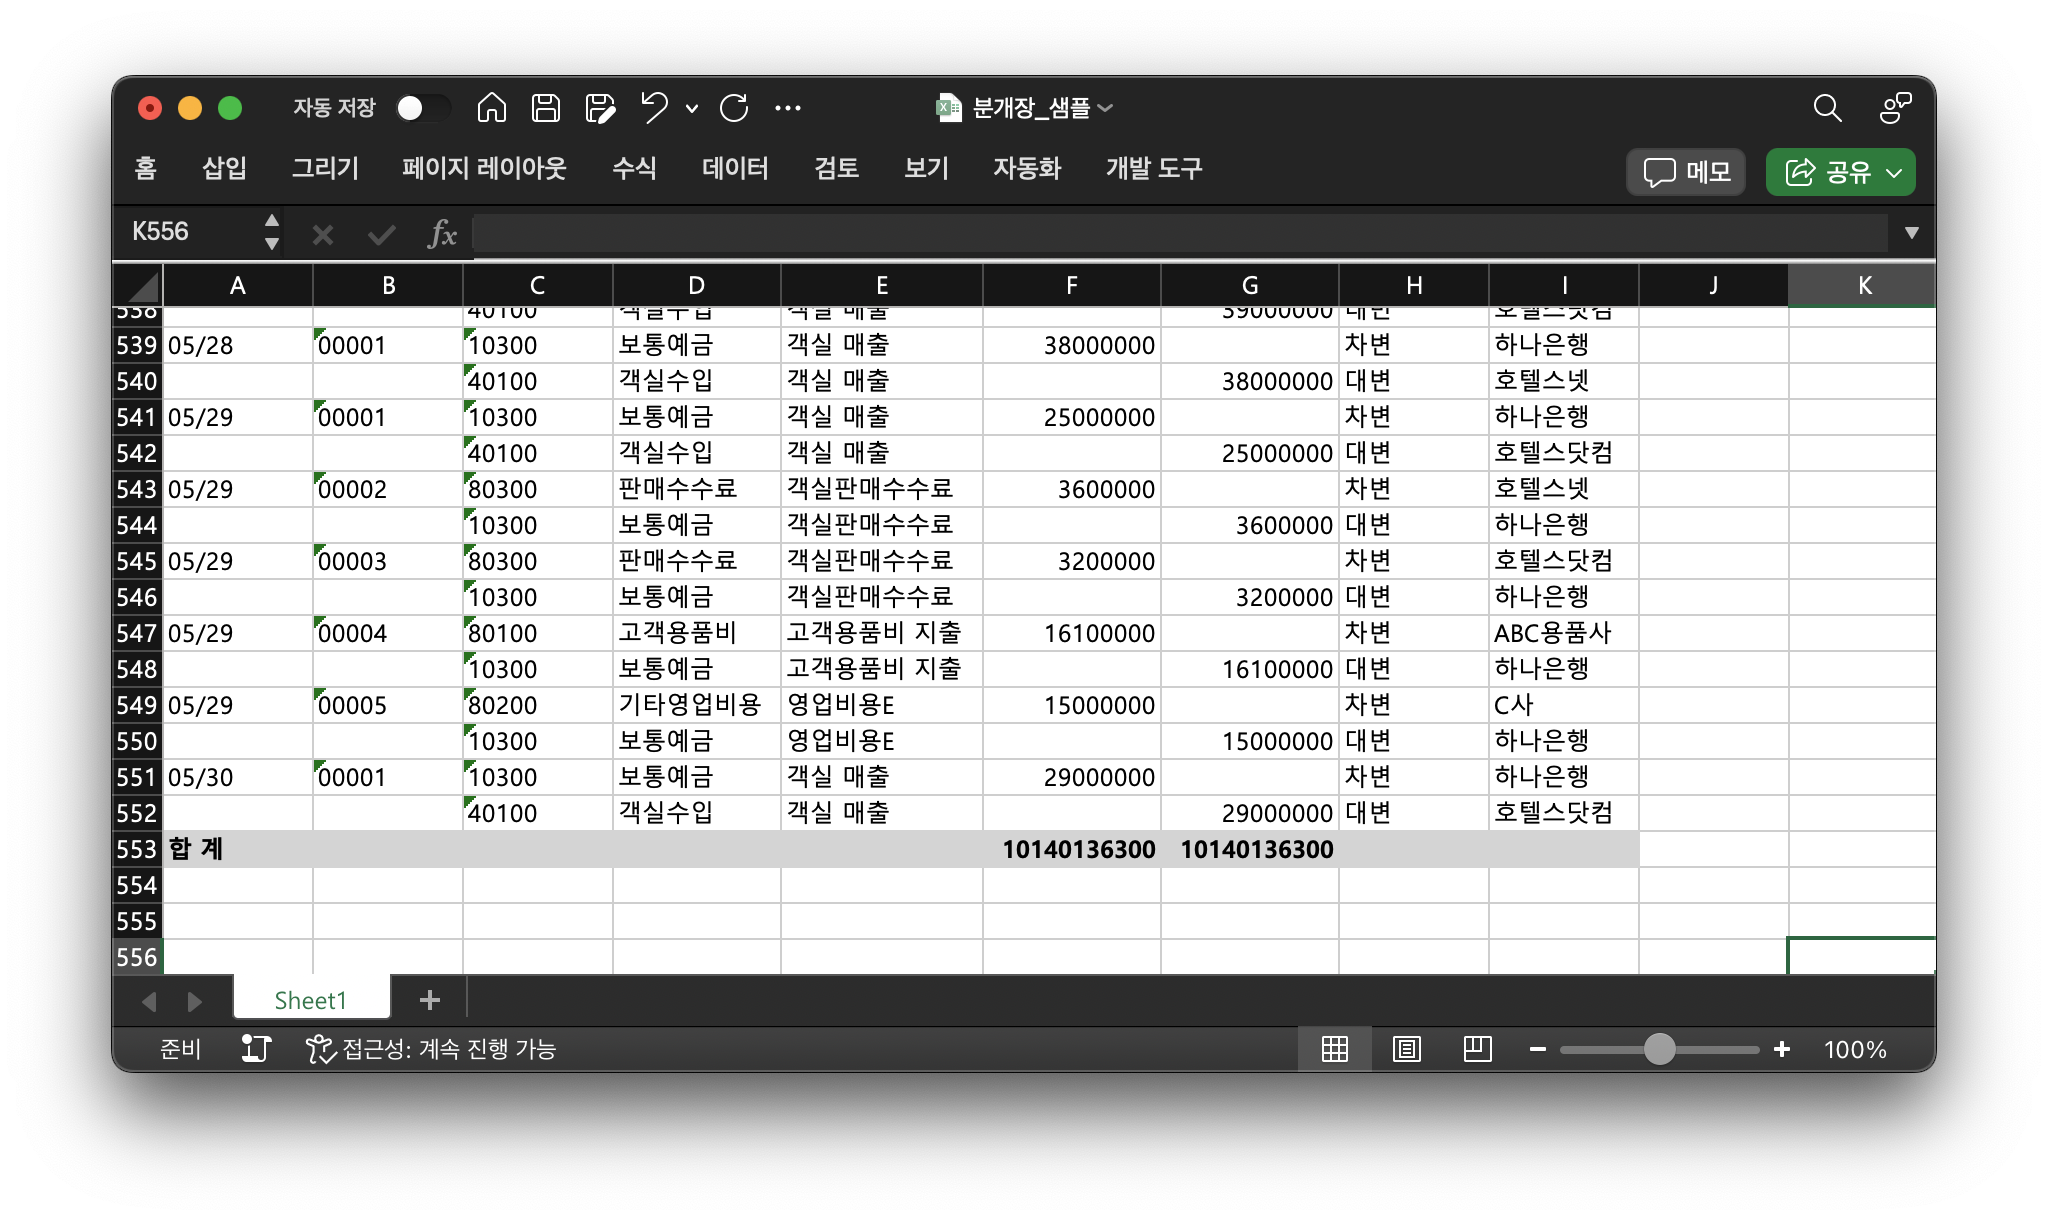 자동 저장
분개장_샘플
홈 삽입 그리기 페이지 레이아웃 수식 데이터 검토 보기 자동화 개발 도구 메모 공유
K556 fx
A B C D E F G H I J K
538 40100 객실수입 객실 매출 39000000 대변 호텔스닷컴
539 05/28 00001 10300 보통예금 객실 매출 38000000 차변 하나은행
540 40100 객실수입 객실 매출 38000000 대변 호텔스넷
541 05/29 00001 10300 보통예금 객실 매출 25000000 차변 하나은행
542 40100 객실수입 객실 매출 25000000 대변 호텔스닷컴
543 05/29 00002 80300 판매수수료 객실판매수수료 3600000 차변 호텔스넷
544 10300 보통예금 객실판매수수료 3600000 대변 하나은행
545 05/29 00003 80300 판매수수료 객실판매수수료 3200000 차변 호텔스닷컴
546 10300 보통예금 객실판매수수료 3200000 대변 하나은행
547 05/29 00004 80100 고객용품비 고객용품비 지출 16100000 차변 ABC용품사
548 10300 보통예금 고객용품비 지출 16100000 대변 하나은행
549 05/29 00005 80200 기타영업비용 영업비용E 15000000 차변 C사
550 10300 보통예금 영업비용E 15000000 대변 하나은행
551 05/30 00001 10300 보통예금 객실 매출 29000000 차변 하나은행
552 40100 객실수입 객실 매출 29000000 대변 호텔스닷컴
553 합 계 10140136300 10140136300
554
555
556
Sheet1
준비 접근성: 계속 진행 가능 100%